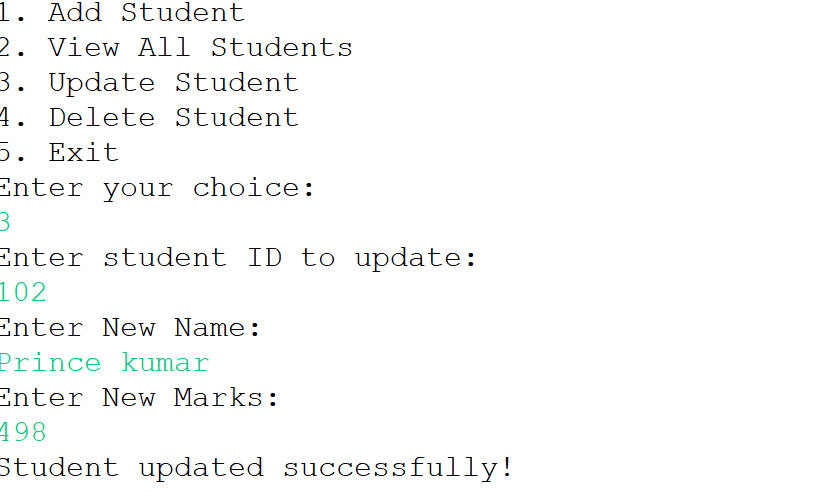 1. Add Student
2. View All Students
3. Update Student
4. Delete Student
5. Exit
Enter your choice:
3
Enter student ID to update:
102
Enter New Name:
Prince kumar
Enter New Marks:
498
Student updated successfully!